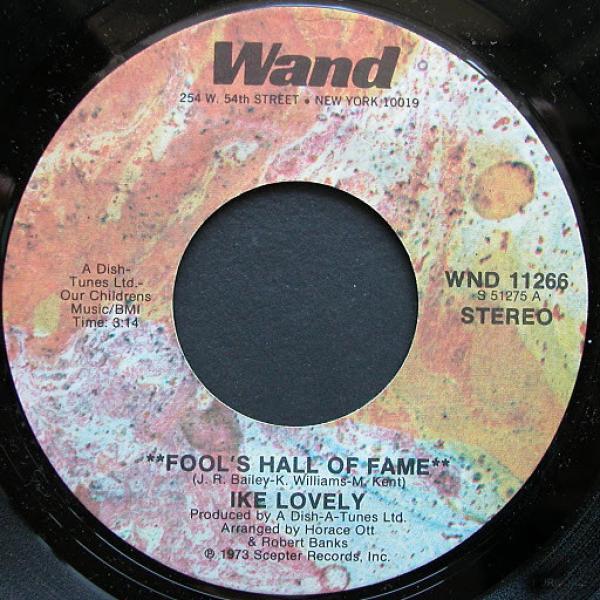 Wand
254 W. 54th STREET • NEW YORK 10019
A Dish-
Tunes Ltd.-
Our Childrens
Music/BMI
Time: 3:14
WND 11266
S 51275 A
STEREO
**FOOL'S HALL OF FAME**
(J. R. Bailey-K. Williams-M. Kent)
IKE LOVELY
Produced by A Dish-A-Tunes Ltd.
Arranged by Horace Ott
& Robert Banks
℗ 1973 Scepter Records, Inc.